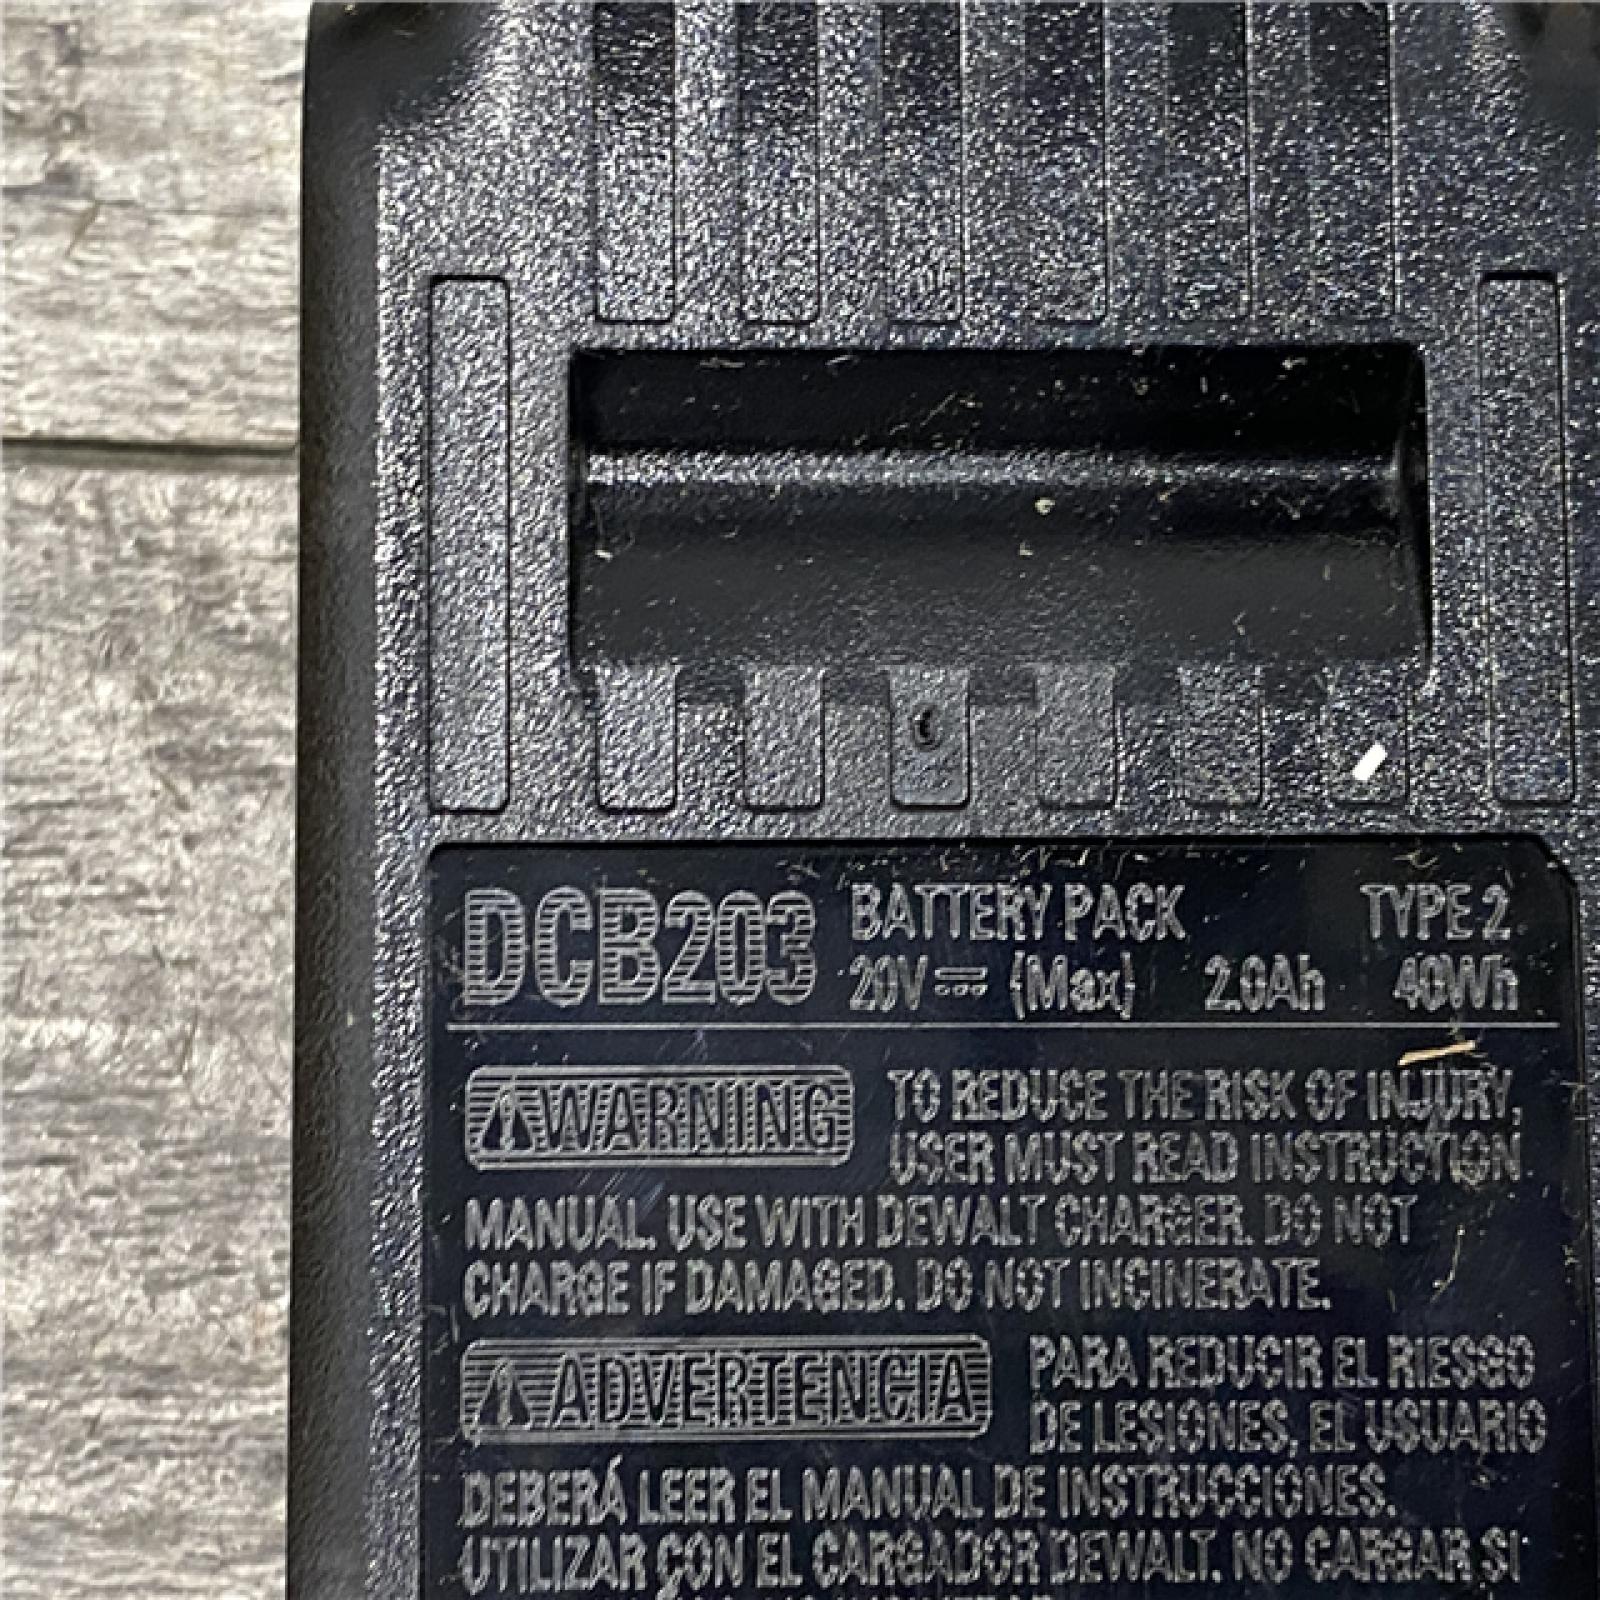 DCB203 BATTERY PACK TYPE 2
20V⎓ (Max) 2.0Ah 40Wh
⚠WARNING TO REDUCE THE RISK OF INJURY,
USER MUST READ INSTRUCTION
MANUAL. USE WITH DEWALT CHARGER. DO NOT
CHARGE IF DAMAGED. DO NOT INCINERATE.
⚠ADVERTENCIA PARA REDUCIR EL RIESGO
DE LESIONES, EL USUARIO
DEBERÁ LEER EL MANUAL DE INSTRUCCIONES.
UTILIZAR CON EL CARGADOR DEWALT. NO CARGAR SI